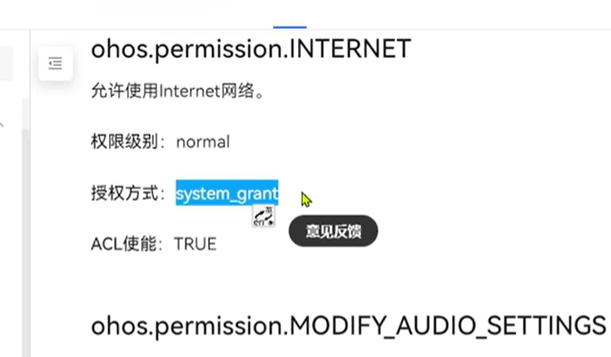 ohos.permission.INTERNET
允许使用Internet网络。
权限级别：normal
授权方式：system_grant
意见反馈
ACL使能：TRUE
ohos.permission.MODIFY_AUDIO_SETTINGS